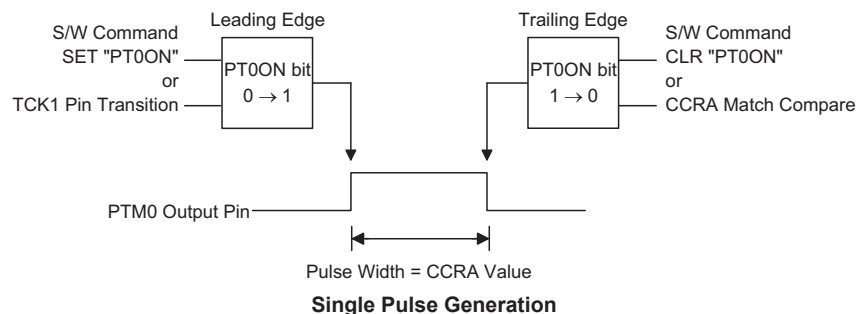 Leading Edge
S/W Command
SET "PT0ON"
or
TCK1 Pin Transition
PT0ON bit
0 → 1
Trailing Edge
PT0ON bit
1 → 0
S/W Command
CLR "PT0ON"
or
CCRA Match Compare
PTM0 Output Pin
Pulse Width = CCRA Value
Single Pulse Generation